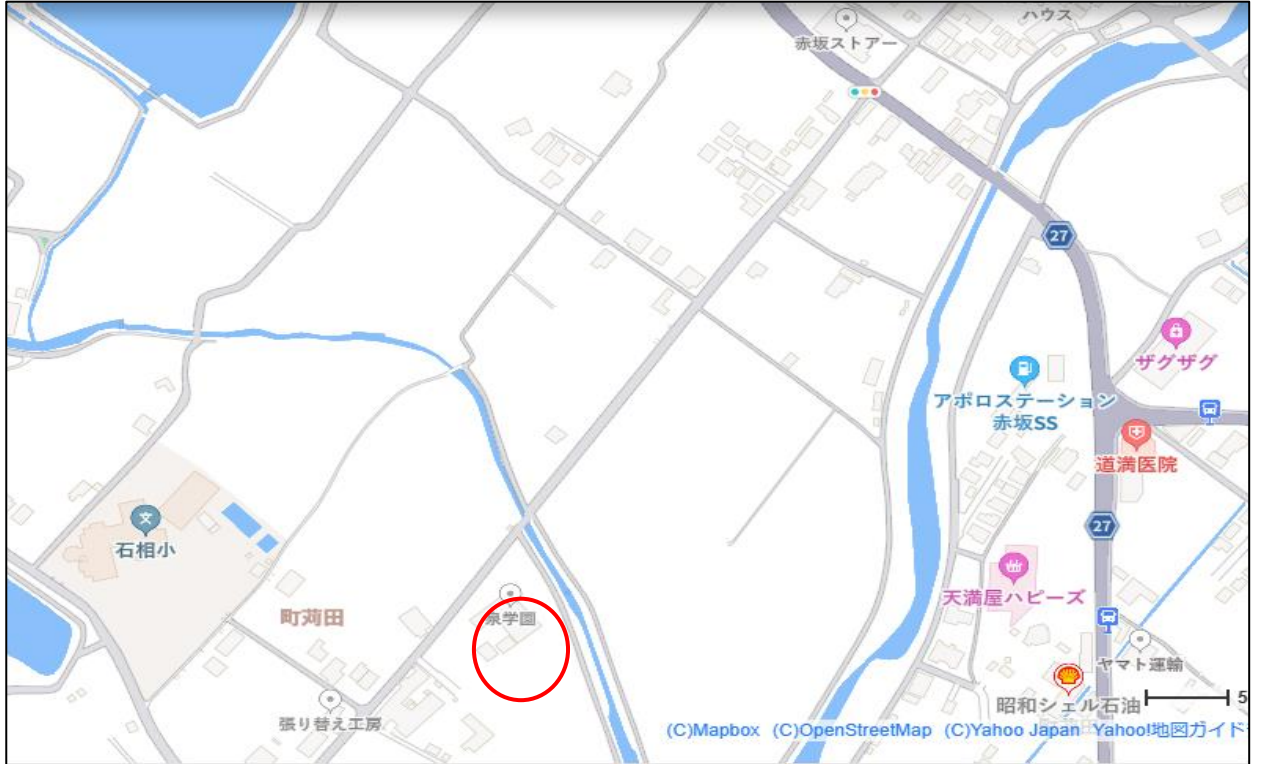 ハウス
赤坂ストアー
27
ザグザグ
アポロステーション
赤坂SS
道満医院
文
石相小
27
天満屋ハピーズ
町苅田
泉学園
ヤマト運輸
昭和シェル石油
5
張り替え工房
(C)Mapbox (C)OpenStreetMap (C)Yahoo Japan Yahoo!地図ガイド